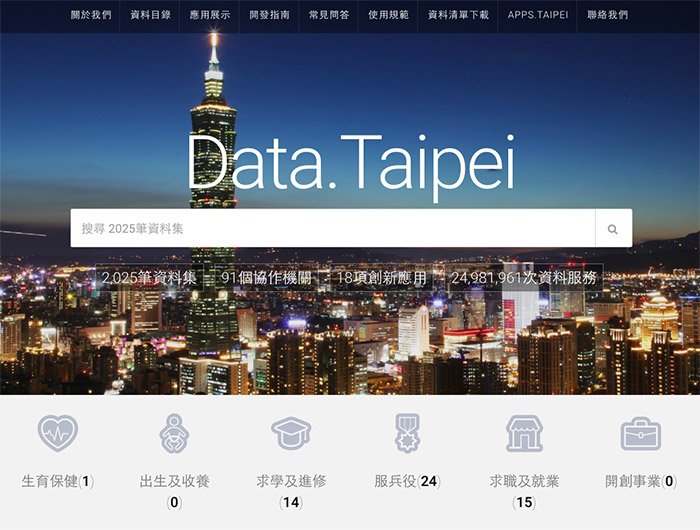 關於我們 資料目錄 應用展示 開發指南 常見問答 使用規範 資料清單下載 APPS.TAIPEI 聯絡我們
Data.Taipei
搜尋 2025筆資料集
2,025筆資料集 91個協作機關 18項創新應用 24,981,961次資料服務
生育保健(1) 出生及收養 求學及進修 服兵役(24) 求職及就業 開創事業(0)
(0) (14) (15)